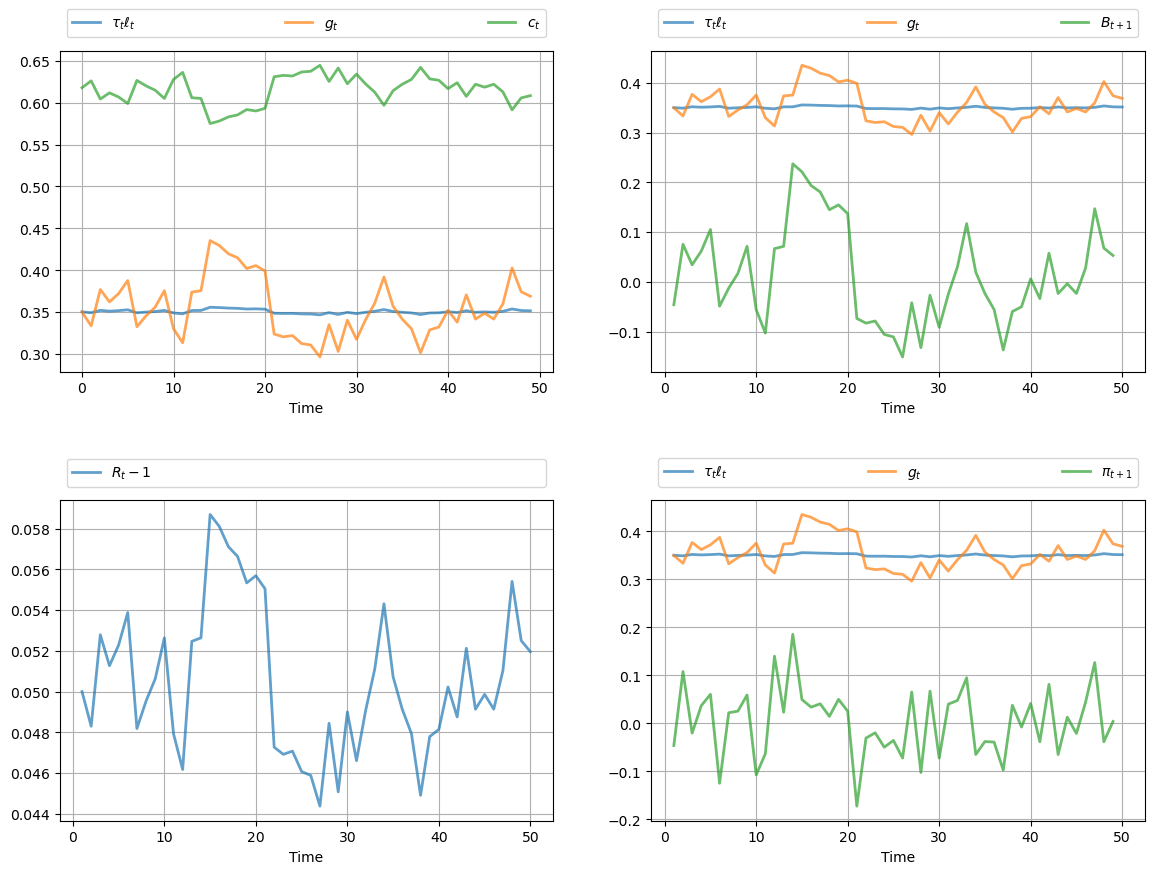 τₜℓₜ gₜ cₜ
0.65
0.60
0.55
0.50
0.45
0.40
0.35
0.30
0 10 20 30 40 50
Time
τₜℓₜ gₜ Bₜ₊₁
0.4
0.3
0.2
0.1
0.0
−0.1
0 10 20 30 40 50
Time
Rₜ − 1
0.058
0.056
0.054
0.052
0.050
0.048
0.046
0.044
0 10 20 30 40 50
Time
τₜℓₜ gₜ πₜ₊₁
0.4
0.3
0.2
0.1
0.0
−0.1
−0.2
0 10 20 30 40 50
Time